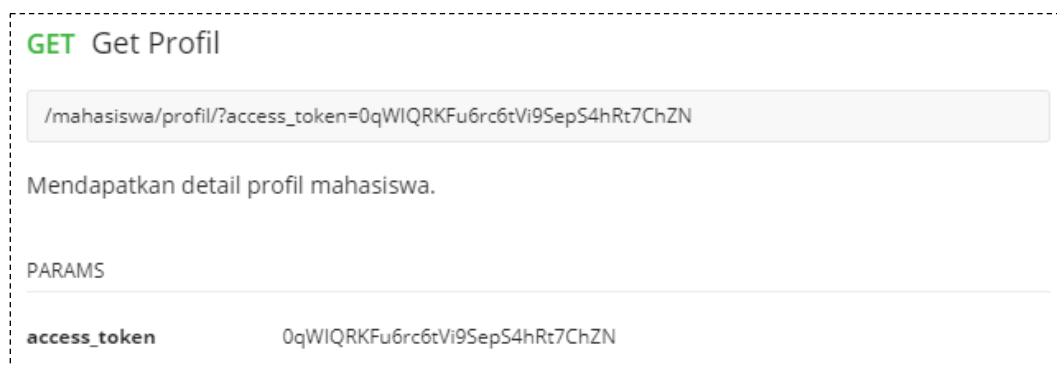 GET Get Profil
/mahasiswa/profil/?access_token=0qWIQRKFu6rc6tVi9SepS4hRt7ChZN
Mendapatkan detail profil mahasiswa.
PARAMS
access_token 0qWIQRKFu6rc6tVi9SepS4hRt7ChZN